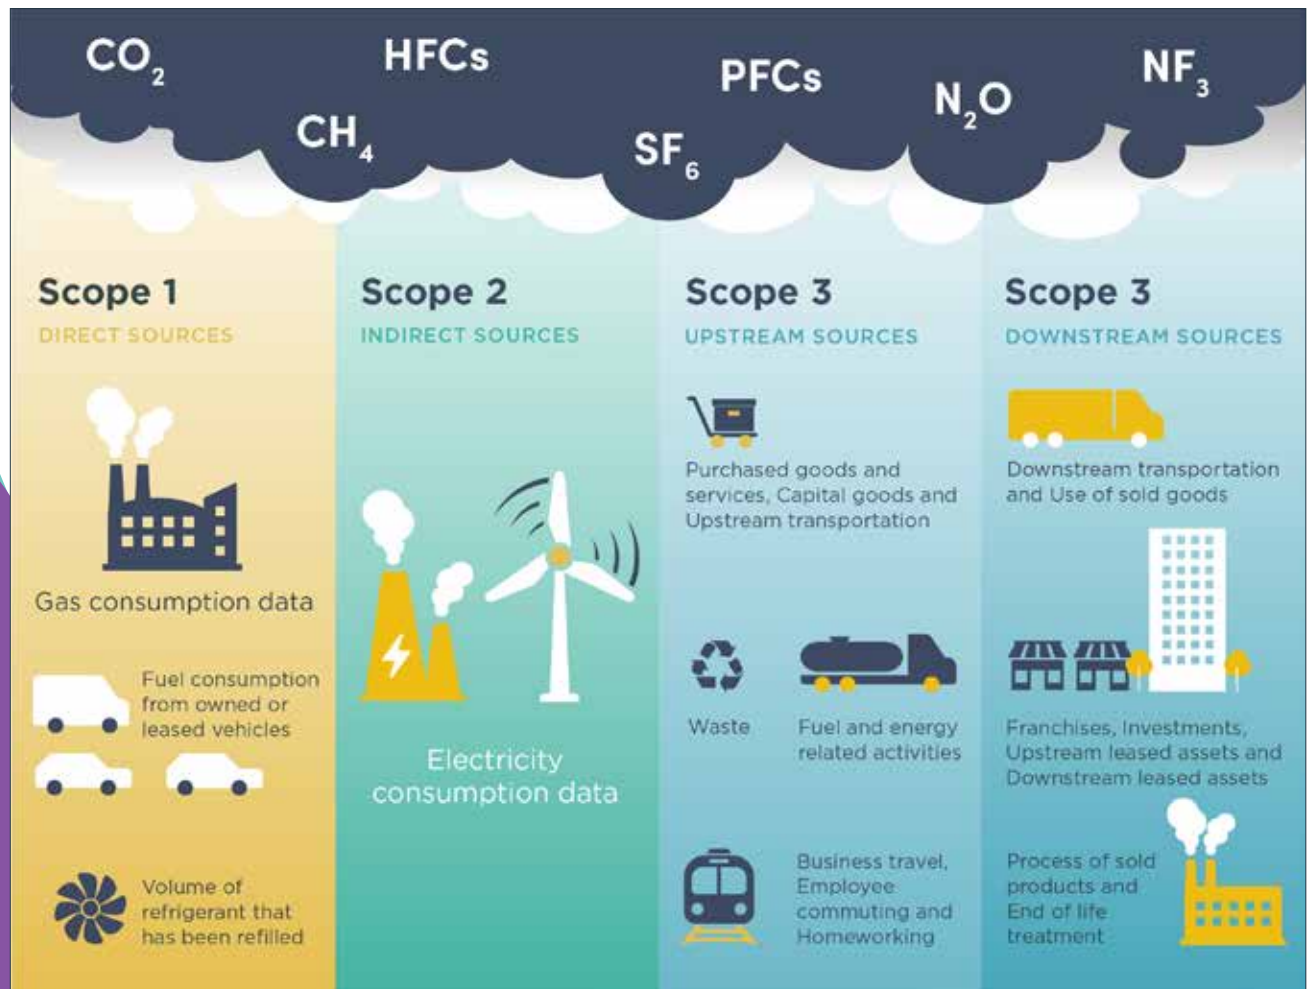 CO₂
HFCs
PFCs
NF₃
N₂O
CH₄
SF₆
Scope 1
DIRECT SOURCES
Gas consumption data
Fuel consumption
from owned or
leased vehicles
Volume of
refrigerant that
has been refilled
Scope 2
INDIRECT SOURCES
Electricity
consumption data
Scope 3
UPSTREAM SOURCES
Purchased goods and
services, Capital goods and
Upstream transportation
Waste
Fuel and energy
related activities
Business travel,
Employee
commuting and
Homeworking
Scope 3
DOWNSTREAM SOURCES
Downstream transportation
and Use of sold goods
Franchises, Investments,
Upstream leased assets and
Downstream leased assets
Process of sold
products and
End of life
treatment